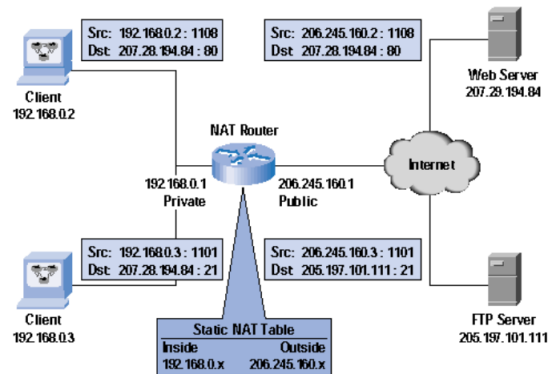 Src: 192.168.0.2 : 1108
Dst: 207.28.194.84 : 80
Src: 206.245.160.2 : 1108
Dst: 207.28.194.84 : 80
Client
192.168.0.2
Web Server
207.29.194.84
NAT Router
Internet
192.168.0.1
Private
206.245.160.1
Public
Src: 192.168.0.3 : 1101
Dst: 207.28.194.84 : 21
Src: 206.245.160.3 : 1101
Dst: 205.197.101.111 : 21
Client
192.168.0.3
FTP Server
205.197.101.111
Static NAT Table
Inside Outside
192.168.0.x 206.245.160.x